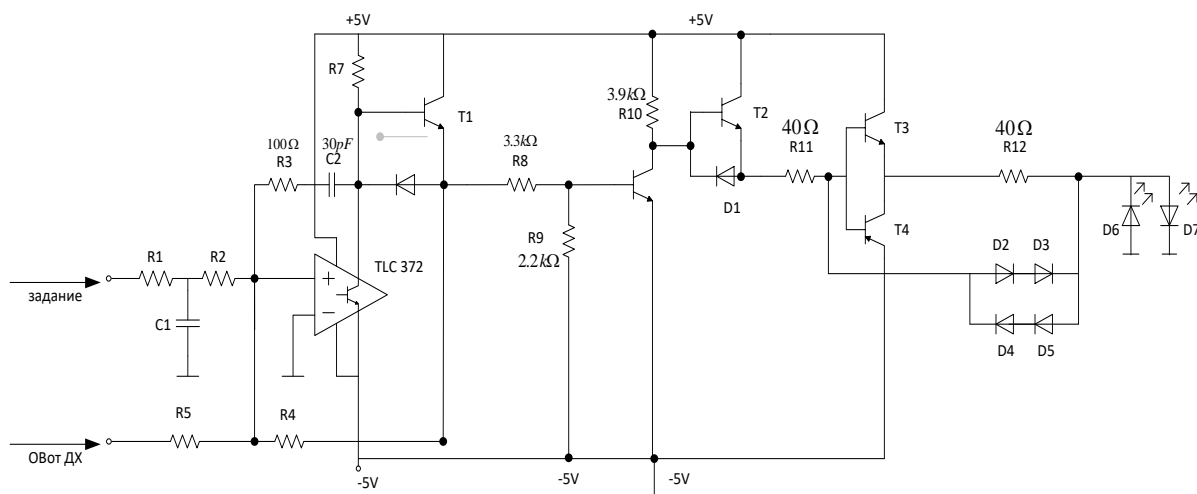 +5V
+5V
R7
T1
3.9kΩ
R10
T2
40Ω
R11
T3
40Ω
R12
100Ω
R3
30pF
C2
3.3kΩ
R8
D1
R9
2.2kΩ
T4
D6
D7
D2
D3
D4
D5
R1
R2
TLC 372
+
−
задание
C1
R5
R4
ОВот ДХ
-5V
-5V
-5V